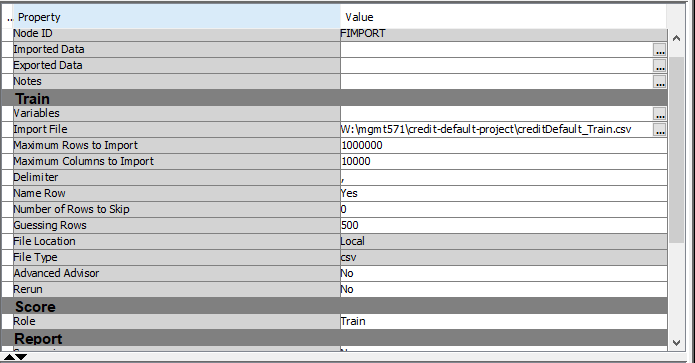 .. Property Value
Node ID FIMPORT
Imported Data ...
Exported Data ...
Notes ...
Train
Variables ...
Import File W:\mgmt571\credit-default-project\creditDefault_Train.csv ...
Maximum Rows to Import 1000000
Maximum Columns to Import 10000
Delimiter ,
Name Row Yes
Number of Rows to Skip 0
Guessing Rows 500
File Location Local
File Type csv
Advanced Advisor No
Rerun No
Score
Role Train
Report